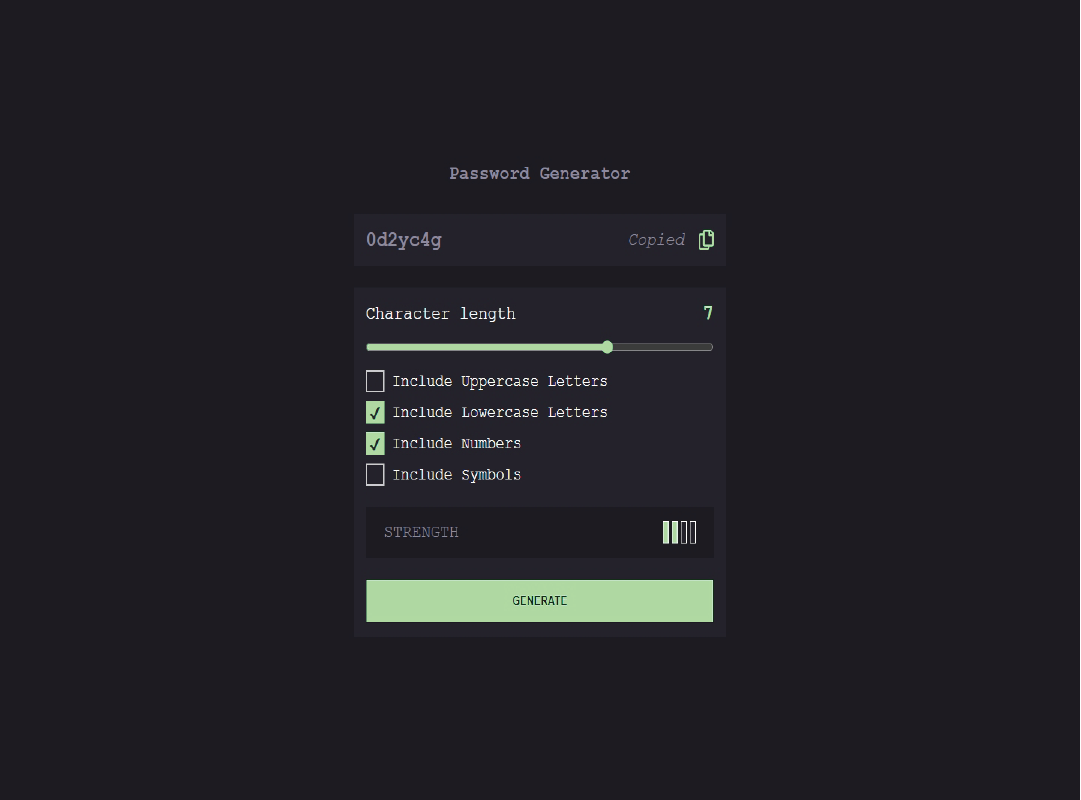 Password Generator
0d2yc4g Copied
Character length 7
Include Uppercase Letters
Include Lowercase Letters
Include Numbers
Include Symbols
STRENGTH
GENERATE